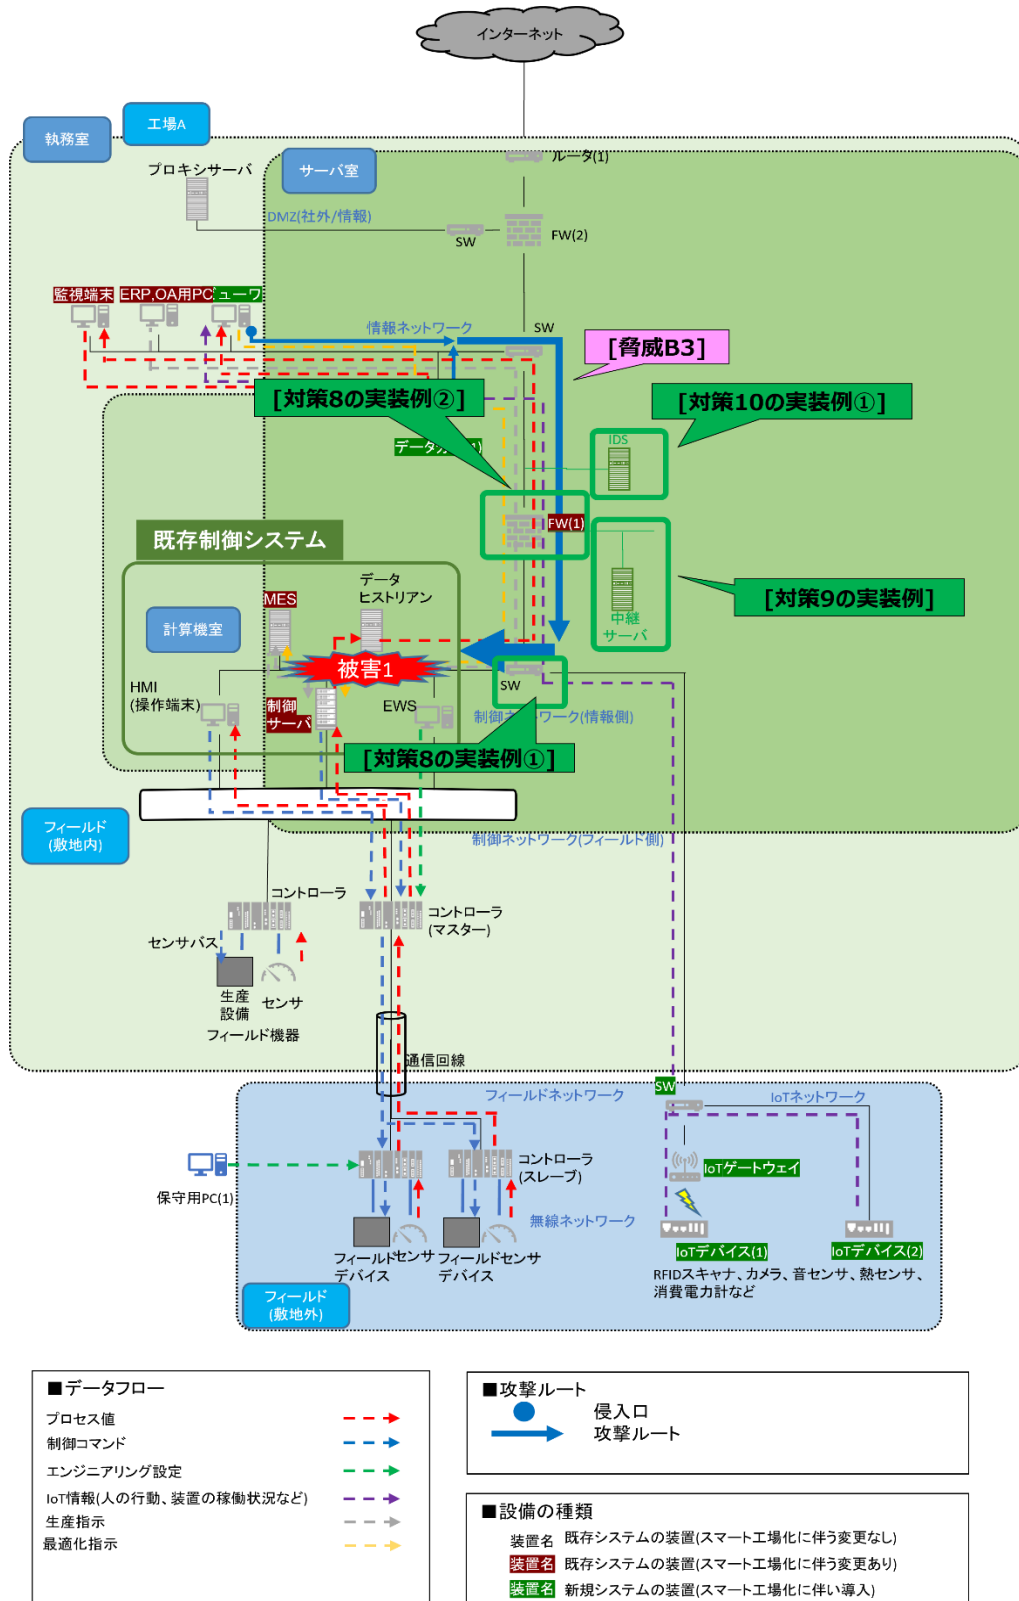 インターネット
工場A
執務室
サーバ室
プロキシサーバ
ルータ(1)
DMZ(社外/情報)
SW
FW(2)
監視端末
ERP,OA用PC
ビューワ
情報ネットワーク
SW
[脅威B3]
[対策8の実装例②]
[対策10の実装例①]
IDS
FW(1)
既存制御システム
データ
ヒストリアン
MES
計算機室
[対策9の実装例]
中継
サーバ
被害1
HMI
(操作端末)
制御
サーバ
EWS
SW
制御ネットワーク(情報側)
[対策8の実装例①]
フィールド
(敷地内)
制御ネットワーク(フィールド側)
コントローラ
コントローラ
(マスター)
センサバス
生産
設備
センサ
フィールド機器
通信回線
SW
フィールドネットワーク
IoTネットワーク
保守用PC(1)
コントローラ
(スレーブ)
IoTゲートウェイ
無線ネットワーク
フィールド
デバイス
センサ
フィールド
デバイス
センサ
IoTデバイス(1)
IoTデバイス(2)
RFIDスキャナ、カメラ、音センサ、熱センサ、
消費電力計など
フィールド
(敷地外)
■データフロー
プロセス値
制御コマンド
エンジニアリング設定
IoT情報(人の行動、装置の稼働状況など)
生産指示
最適化指示
■攻撃ルート
侵入口
攻撃ルート
■設備の種類
装置名 既存システムの装置(スマート工場化に伴う変更なし)
装置名 既存システムの装置(スマート工場化に伴う変更あり)
装置名 新規システムの装置(スマート工場化に伴い導入)